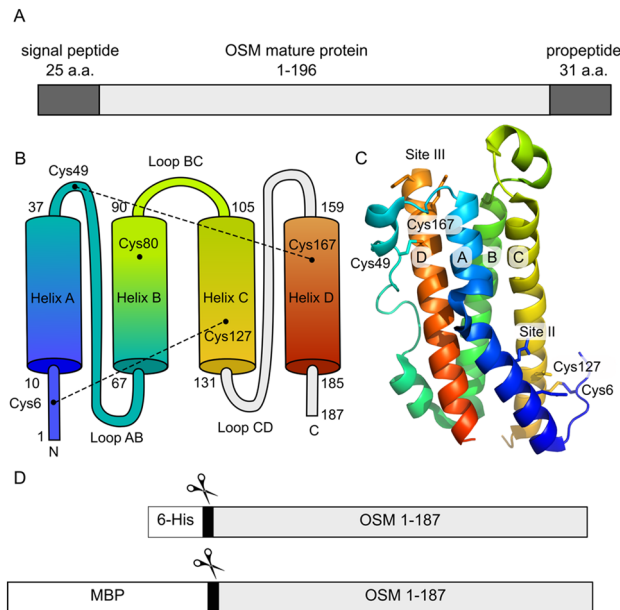 A
signal peptide
25 a.a.
OSM mature protein
1-196
propeptide
31 a.a.
B
Cys49
Loop BC
37
90
105
159
Cys80
Cys167
Helix A
Helix B
Helix C
Helix D
Cys127
10
67
131
185
Cys6
187
1
N
Loop AB
Loop CD
C
C
Site III
Cys167
Cys49
D
A
B
C
Site II
Cys127
Cys6
D
6-His
OSM 1-187
MBP
OSM 1-187